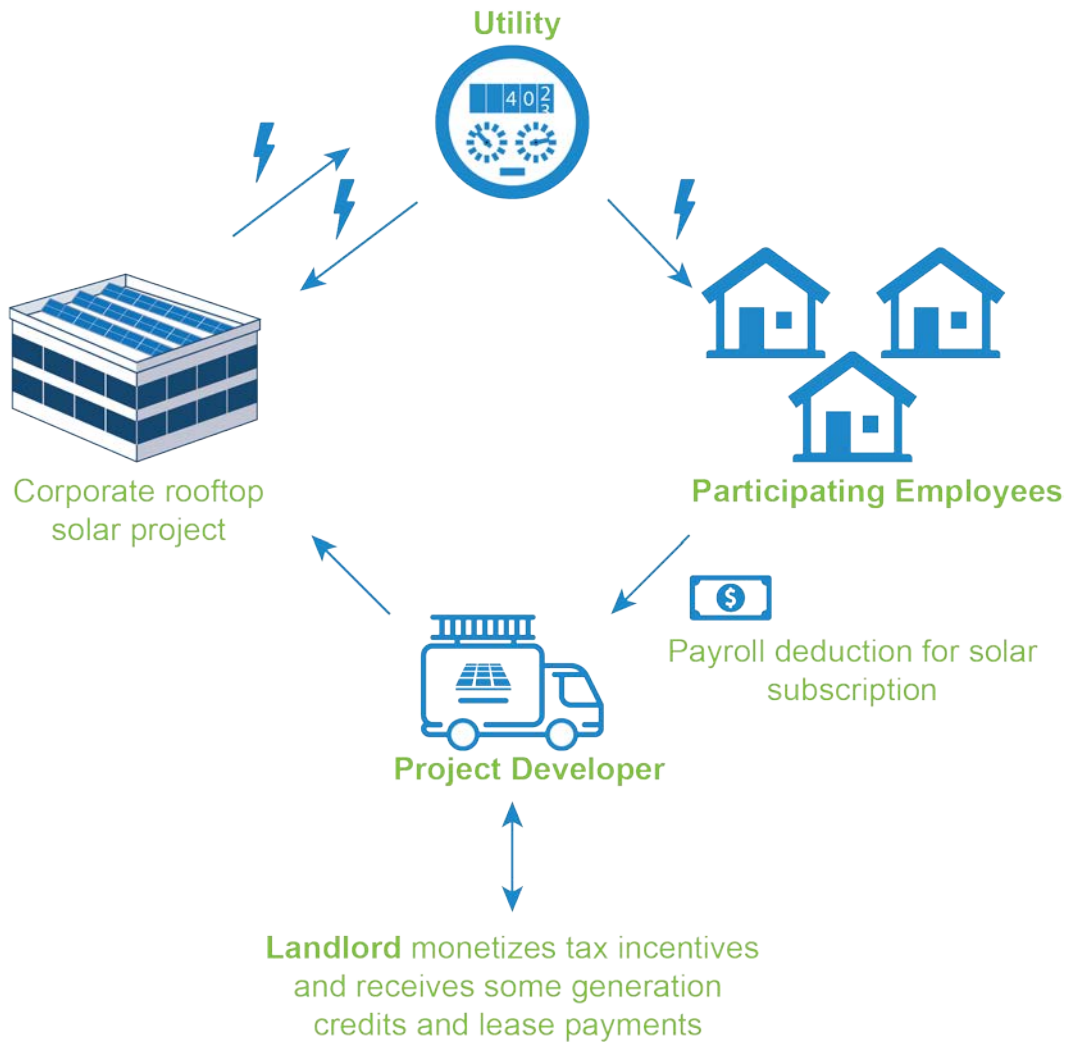 Utility
4 0 2
3
Corporate rooftop
solar project
Participating Employees
$
Payroll deduction for solar
subscription
Project Developer
Landlord monetizes tax incentives
and receives some generation
credits and lease payments